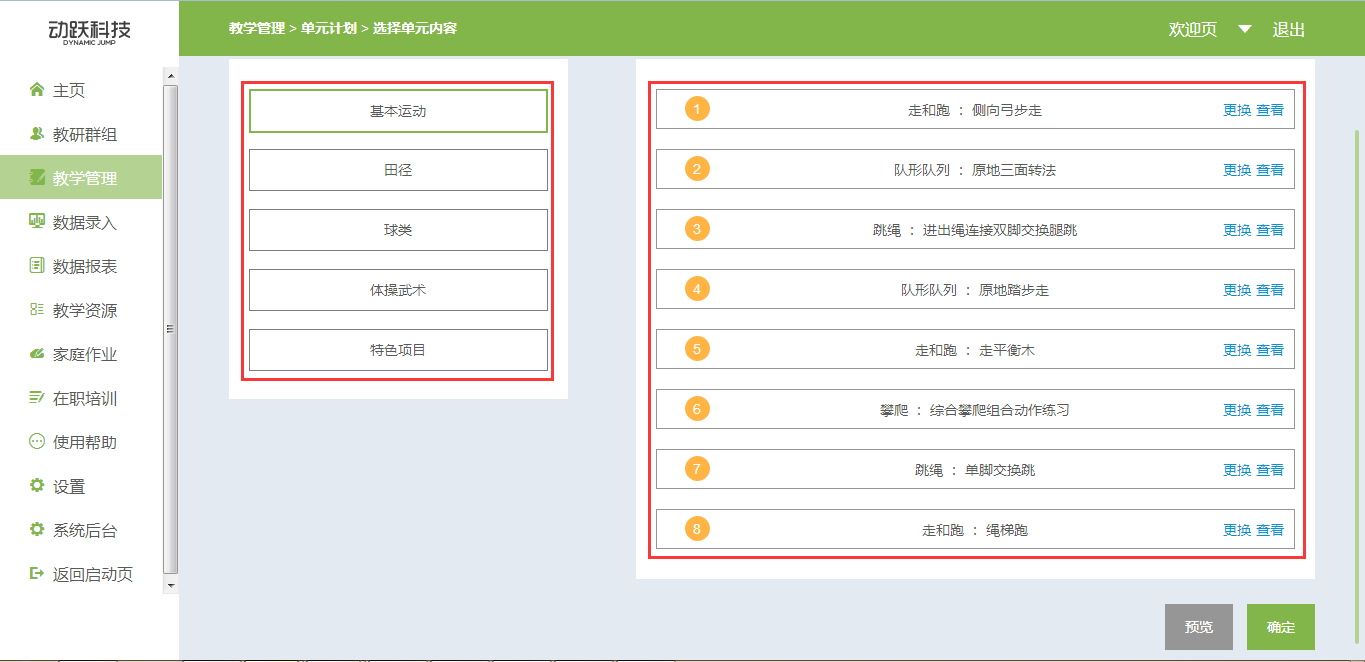 动跃科技
DYNAMIC JUMP
教学管理 > 单元计划 > 选择单元内容
欢迎页
退出
主页
教研群组
教学管理
数据录入
数据报表
教学资源
家庭作业
在职培训
使用帮助
设置
系统后台
返回启动页
基本运动
田径
球类
体操武术
特色项目
1 走和跑 : 侧向弓步走 更换 查看
2 队形队列 : 原地三面转法 更换 查看
3 跳绳 : 进出绳连接双脚交换腿跳 更换 查看
4 队形队列 : 原地踏步走 更换 查看
5 走和跑 : 走平衡木 更换 查看
6 攀爬 : 综合攀爬组合动作练习 更换 查看
7 跳绳 : 单脚交换跳 更换 查看
8 走和跑 : 绳梯跑 更换 查看
预览
确定